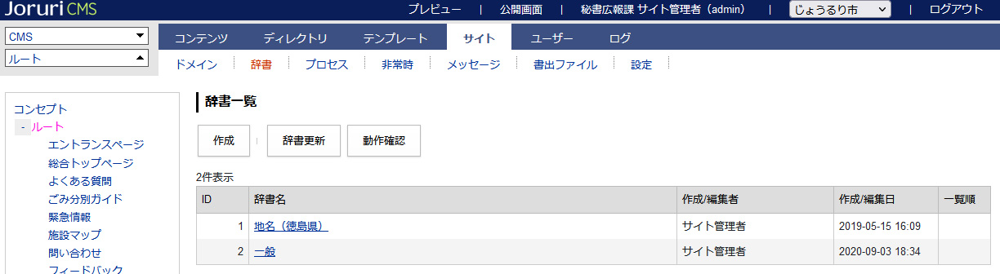 Joruri CMS プレビュー | 公開画面 | 秘書広報課 サイト管理者（admin） | じょうるり市 | ログアウト
CMS
ルート
コンテンツ ディレクトリ テンプレート サイト ユーザー ログ
ドメイン 辞書 プロセス 非常時 メッセージ 書出ファイル 設定
コンセプト
- ルート
エントランスページ
総合トップページ
よくある質問
ごみ分別ガイド
緊急情報
施設マップ
問い合わせ
フィードバック
辞書一覧
作成 | 辞書更新 動作確認
2件表示
ID 辞書名 作成/編集者 作成/編集日 一覧順
1 地名（徳島県） サイト管理者 2019-05-15 16:09
2 一般 サイト管理者 2020-09-03 18:34